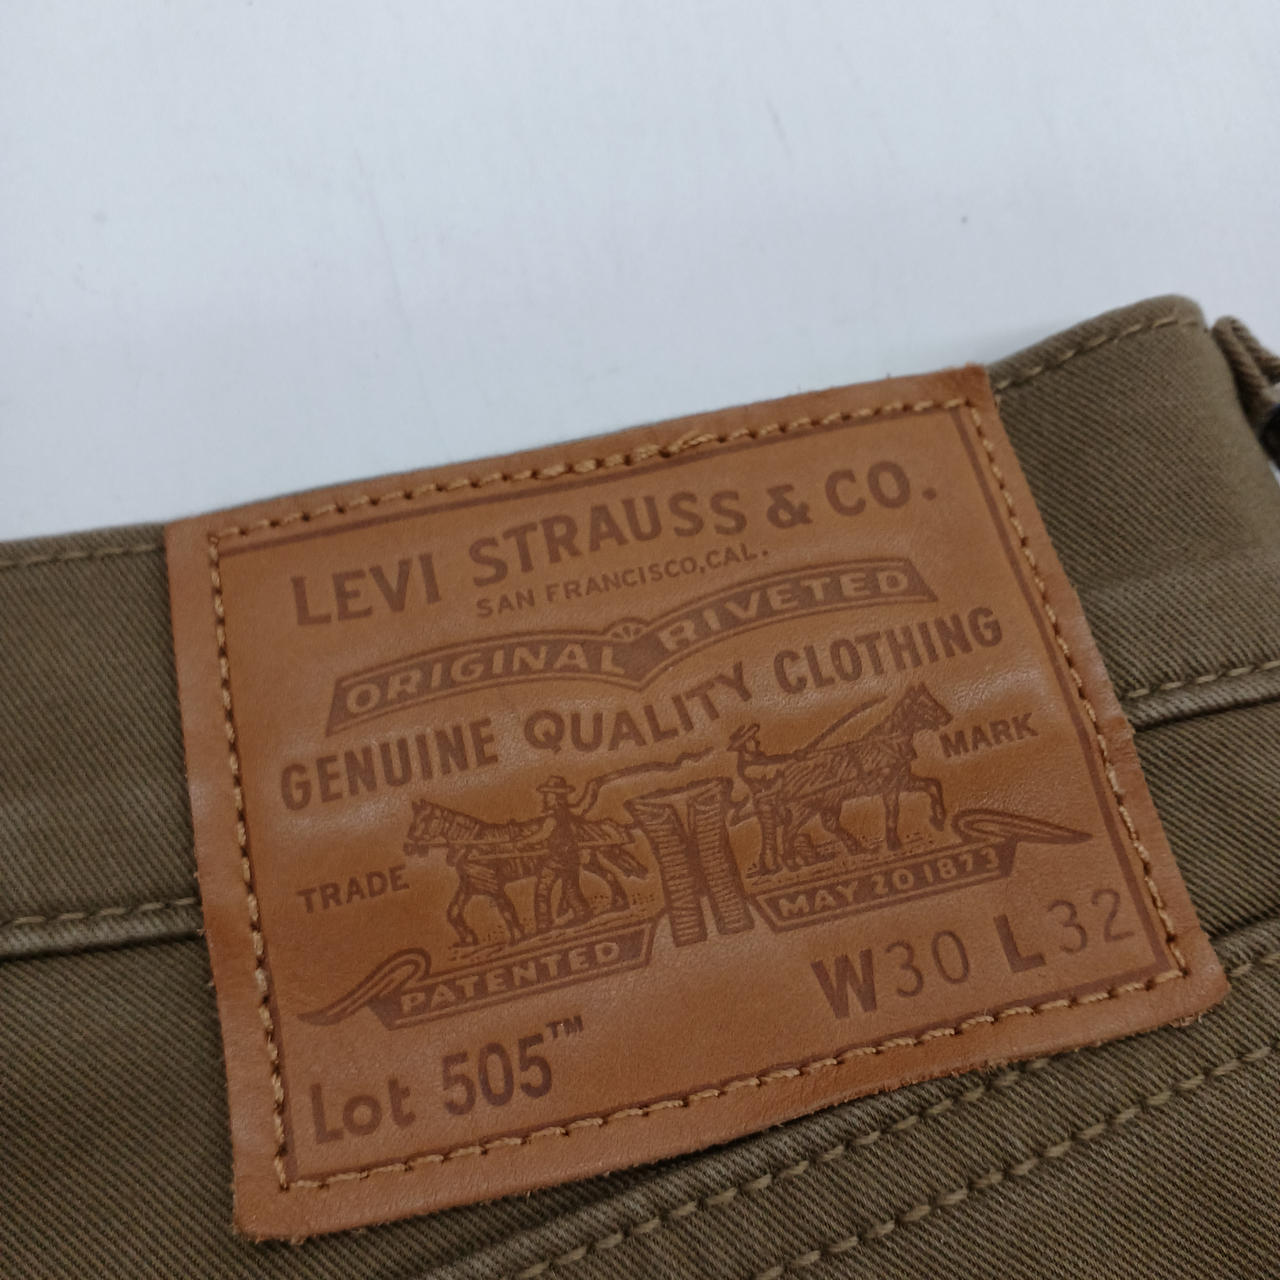 LEVI STRAUSS & CO.
SAN FRANCISCO, CAL.
ORIGINAL RIVETED
GENUINE QUALITY CLOTHING
TRADE MARK
PATENTED MAY 20 1873
W30 L32
Lot 505™